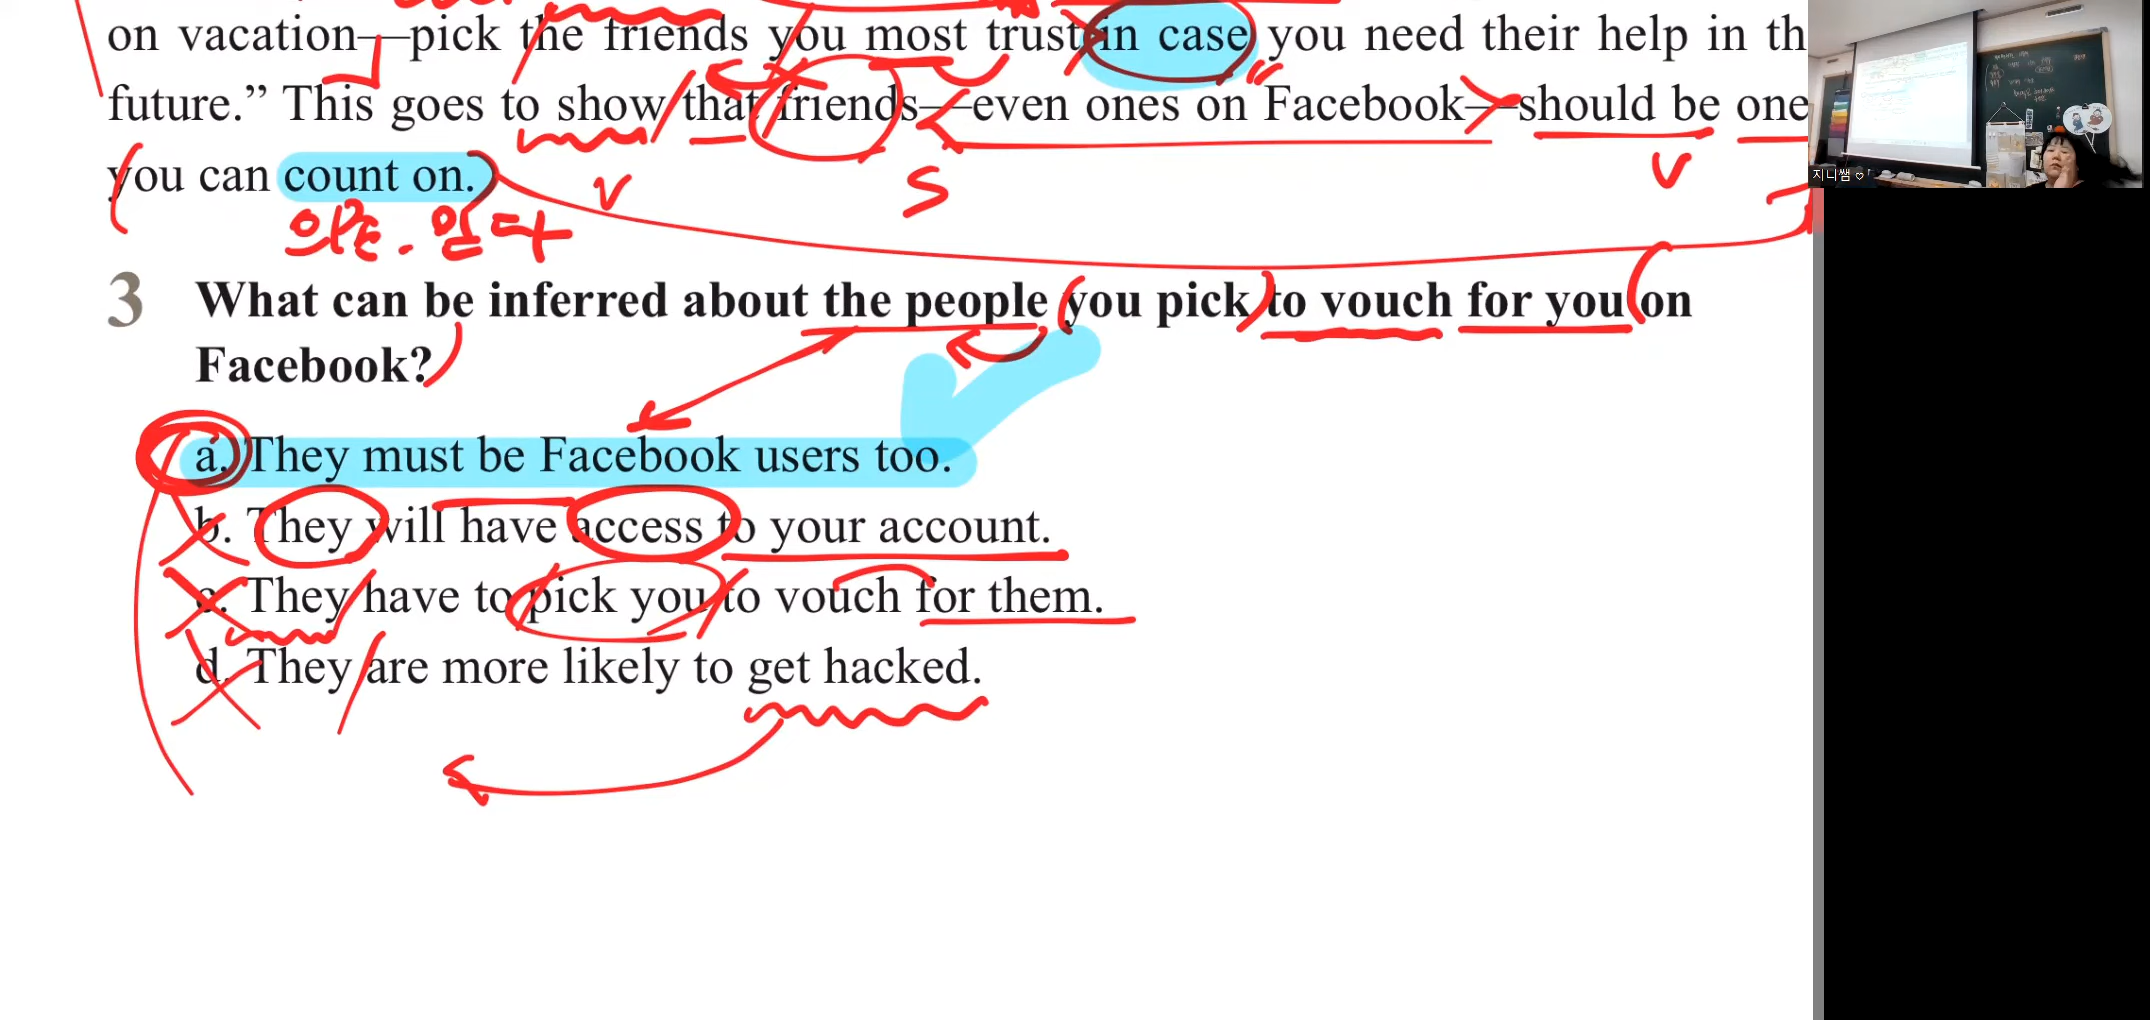 on vacation—pick the friends you most trust in case you need their help in th
future.” This goes to show that friends—even ones on Facebook—should be one
you can count on.
v
s
v
의존. 믿다
3 What can be inferred about the people you pick to vouch for you on
Facebook?
a. They must be Facebook users too.
b. They will have access to your account.
c. They have to pick you to vouch for them.
d. They are more likely to get hacked.
지니쌤 ♡